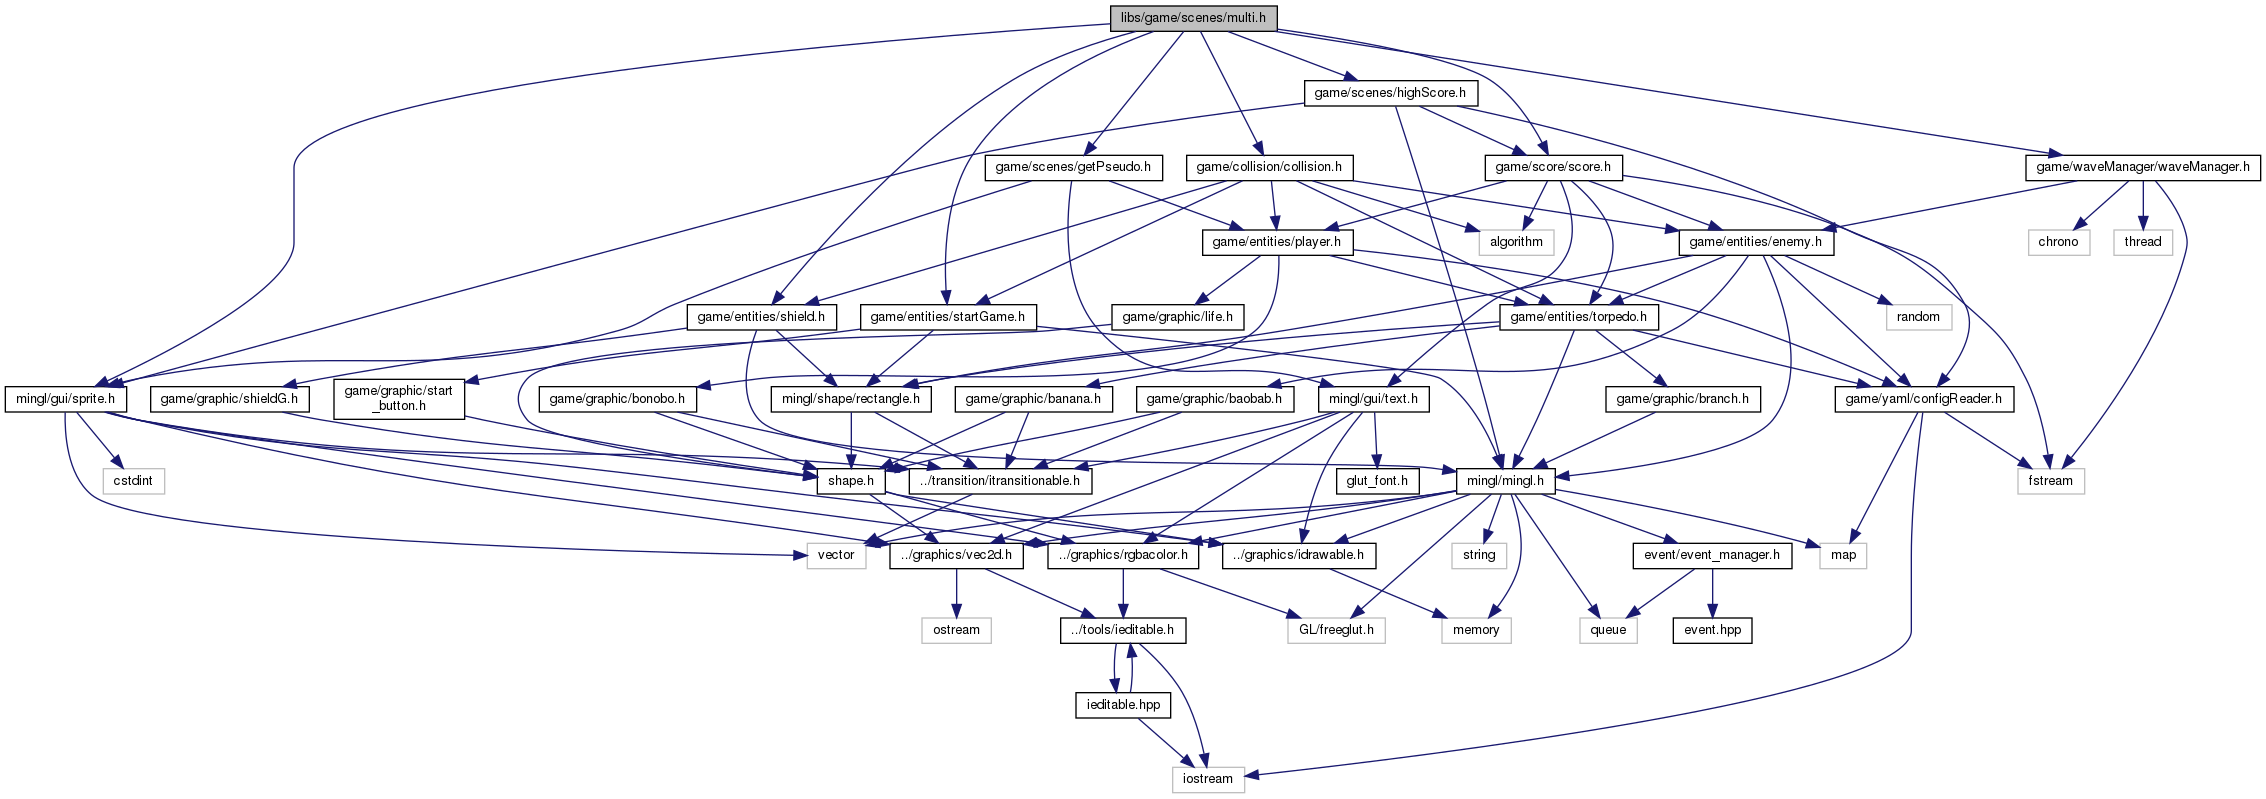 libs/game/scenes/multi.h
game/scenes/highScore.h
game/scenes/getPseudo.h
game/collision/collision.h
game/score/score.h
game/waveManager/waveManager.h
game/entities/player.h
algorithm
game/entities/enemy.h
chrono
thread
game/entities/shield.h
game/entities/startGame.h
game/graphic/life.h
game/entities/torpedo.h
random
mingl/gui/sprite.h
game/graphic/shieldG.h
game/graphic/start
_button.h
game/graphic/bonobo.h
mingl/shape/rectangle.h
game/graphic/banana.h
game/graphic/baobab.h
mingl/gui/text.h
game/graphic/branch.h
game/yaml/configReader.h
cstdint
shape.h
../transition/itransitionable.h
glut_font.h
mingl/mingl.h
fstream
vector
../graphics/vec2d.h
../graphics/rgbacolor.h
../graphics/idrawable.h
string
event/event_manager.h
map
ostream
../tools/ieditable.h
GL/freeglut.h
memory
queue
event.hpp
ieditable.hpp
iostream